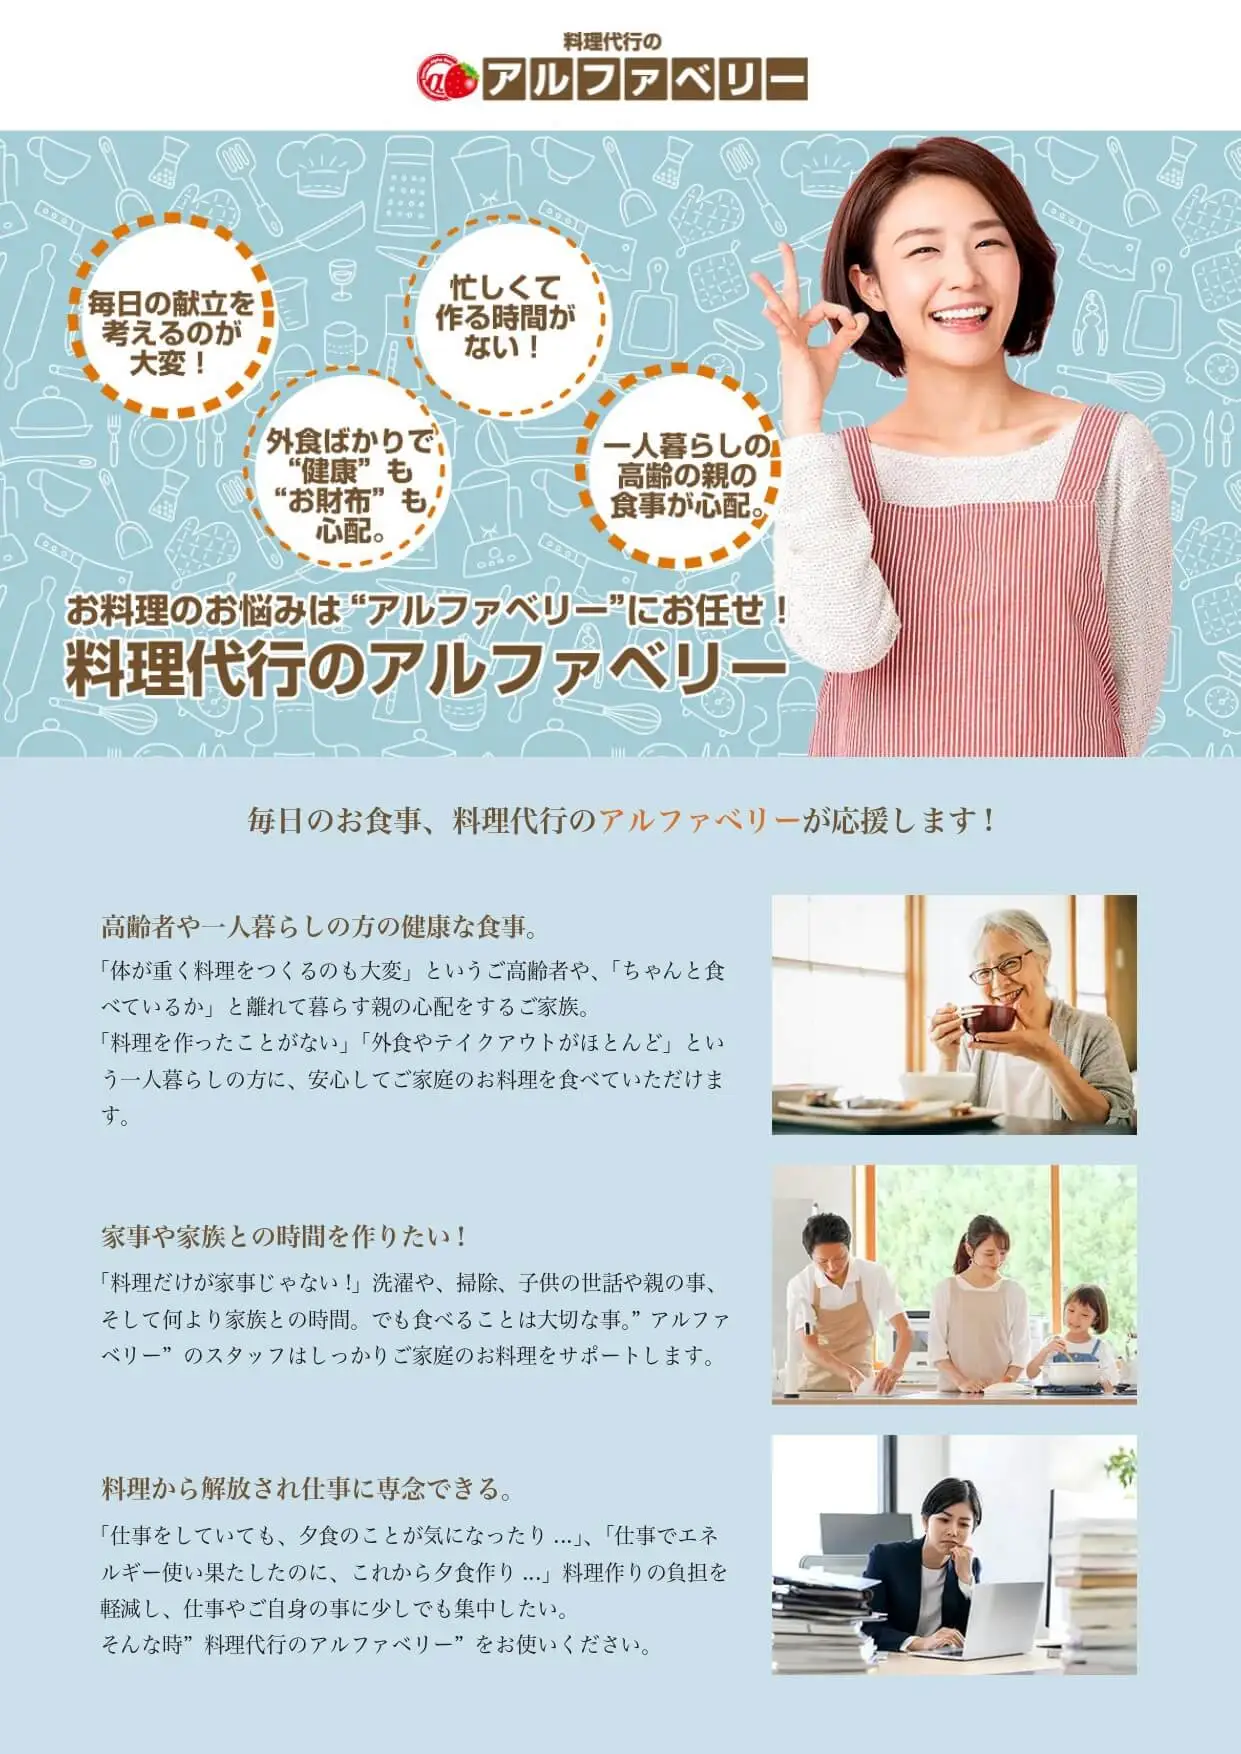 料理代行の
アルファベリー
毎日の献立を
考えるのが
大変！
忙しくて
作る時間が
ない！
外食ばかりで
“健康”も
“お財布”も
心配。
一人暮らしの
高齢の親の
食事が心配。
お料理のお悩みは“アルファベリー”にお任せ！
料理代行のアルファベリー
毎日のお食事、料理代行のアルファベリーが応援します！
高齢者や一人暮らしの方の健康な食事。
「体が重く料理をつくるのも大変」というご高齢者や、「ちゃんと食
べているか」と離れて暮らす親の心配をするご家族。
「料理を作ったことがない」「外食やテイクアウトがほとんど」とい
う一人暮らしの方に、安心してご家庭のお料理を食べていただけま
す。
家事や家族との時間を作りたい！
「料理だけが家事じゃない！」洗濯や、掃除、子供の世話や親の事、
そして何より家族との時間。でも食べることは大切な事。”アルファ
ベリー”のスタッフはしっかりご家庭のお料理をサポートします。
料理から解放され仕事に専念できる。
「仕事をしていても、夕食のことが気になったり…」、「仕事でエネ
ルギー使い果たしたのに、これから夕食作り…」料理作りの負担を
軽減し、仕事やご自身の事に少しでも集中したい。
そんな時”料理代行のアルファベリー”をお使いください。